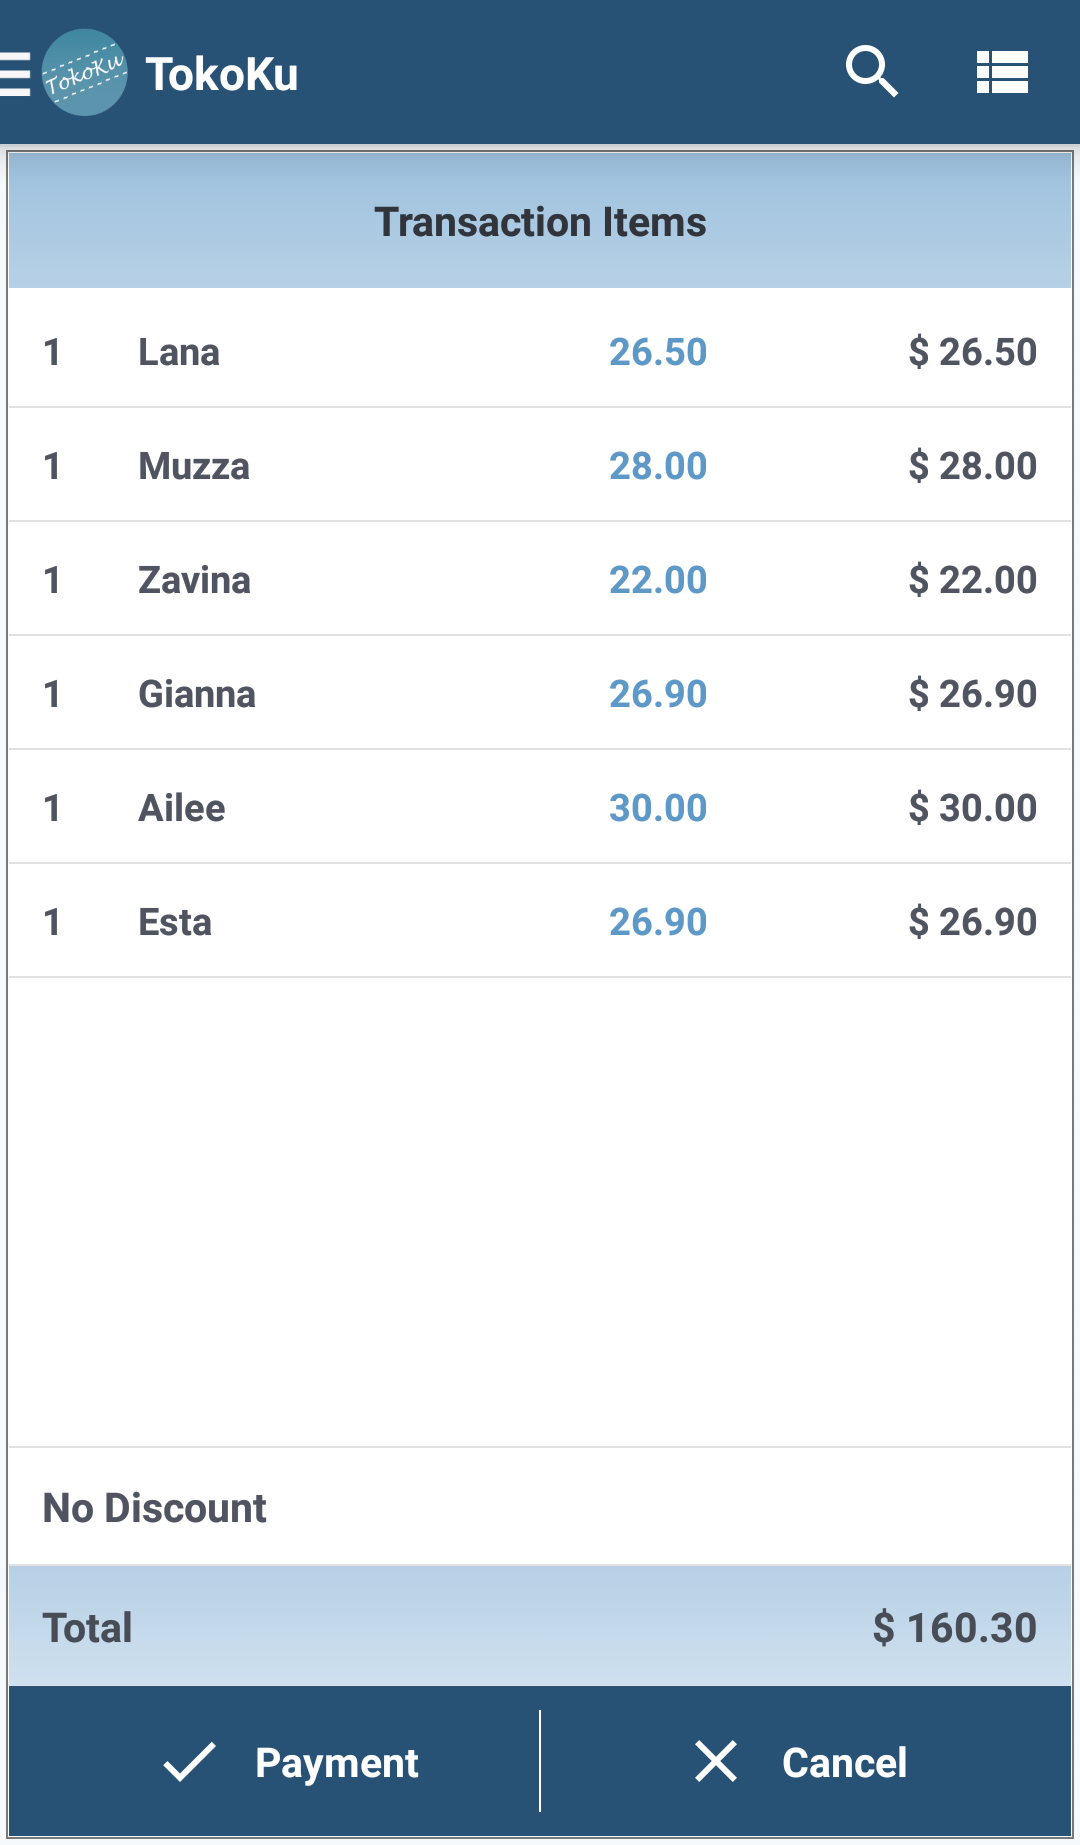 TokoKu TokoKu
Transaction Items
1 Lana 26.50 $ 26.50
1 Muzza 28.00 $ 28.00
1 Zavina 22.00 $ 22.00
1 Gianna 26.90 $ 26.90
1 Ailee 30.00 $ 30.00
1 Esta 26.90 $ 26.90
No Discount
Total $ 160.30
Payment Cancel